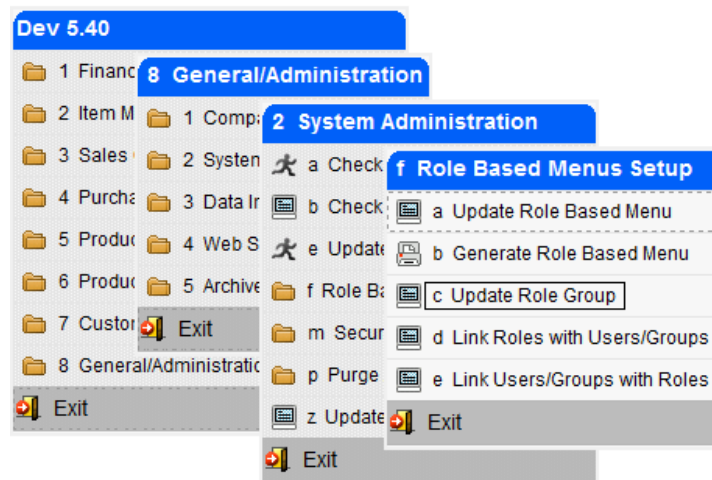 Dev 5.40
1 Financ
2 Item M
3 Sales
4 Purcha
5 Produc
6 Produc
7 Custor
8 General/Administratio
Exit
8 General/Administration
1 Compa
2 System
3 Data In
4 Web S
5 Archive
Exit
2 System Administration
a Check
b Check
e Update
f Role Ba
m Secur
p Purge
z Update
Exit
f Role Based Menus Setup
a Update Role Based Menu
b Generate Role Based Menu
c Update Role Group
d Link Roles with Users/Groups
e Link Users/Groups with Roles
Exit